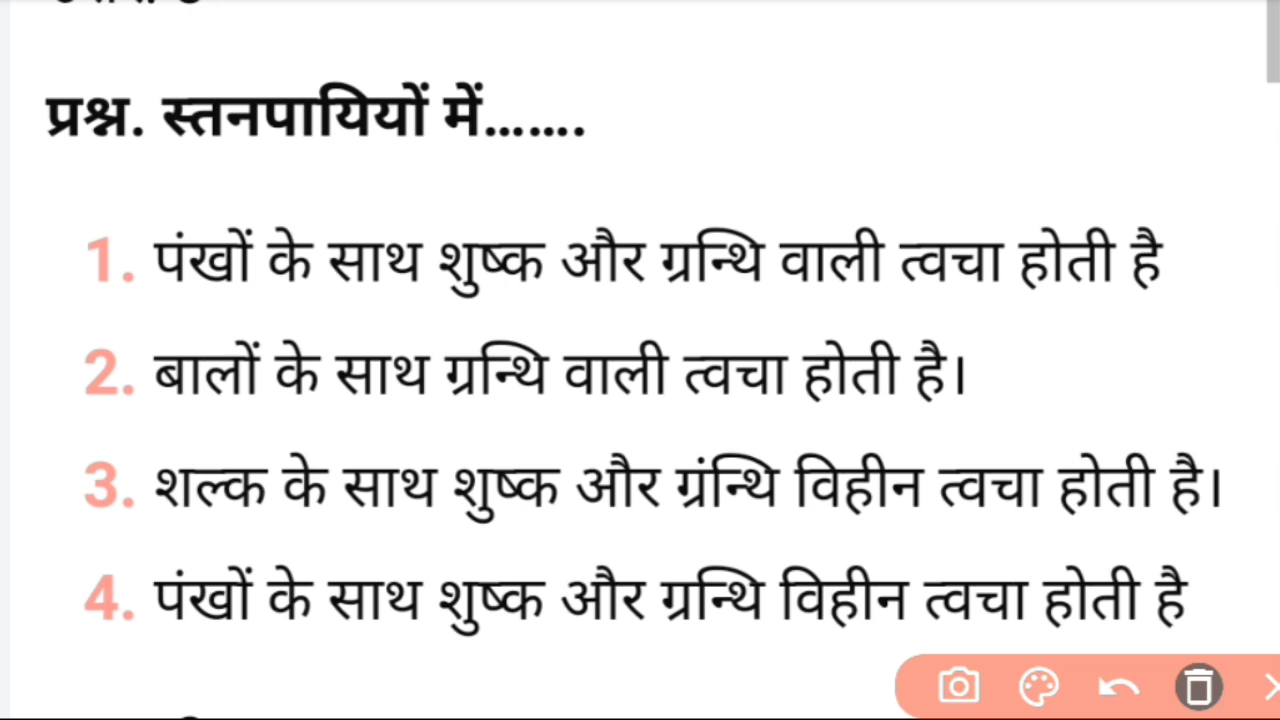 प्रश्न. स्तनपायियों में.......
1. पंखों के साथ शुष्क और ग्रन्थि वाली त्वचा होती है
2. बालों के साथ ग्रन्थि वाली त्वचा होती है।
3. शल्क के साथ शुष्क और ग्रंन्थि विहीन त्वचा होती है।
4. पंखों के साथ शुष्क और ग्रन्थि विहीन त्वचा होती है